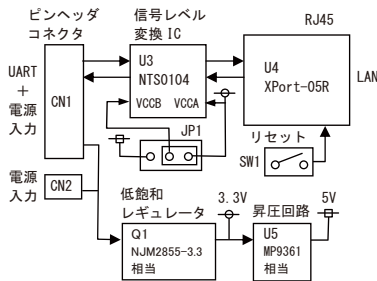 ピンヘッダ
コネクタ
信号レベル
変換 IC
RJ45
UART
＋
電源
入力
CN1
U3
NTS0104
VCCB
VCCA
U4
XPort-05R
LAN
JP1
リセット
SW1
電源
入力
CN2
低飽和
レギュレータ
Q1
NJM2855-3.3
相当
3.3V
昇圧回路
U5
MP9361
相当
5V